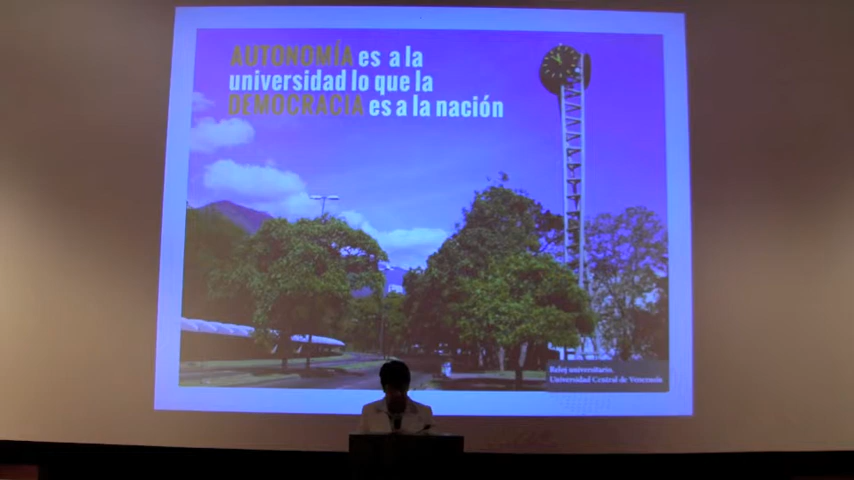 AUTONOMÍA es a la
universidad lo que la
DEMOCRACIA es a la nación
Reloj universitario.
Universidad Central de Venezuela